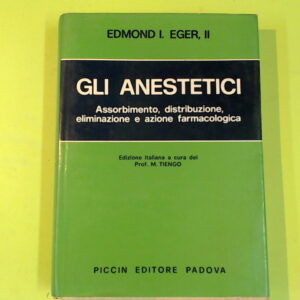 EDMOND I. EGER, II
GLI ANESTETICI
Assorbimento, distribuzione,
eliminazione e azione farmacologica
Edizione italiana a cura del
Prof. M. TIENGO
PICCIN EDITORE PADOVA